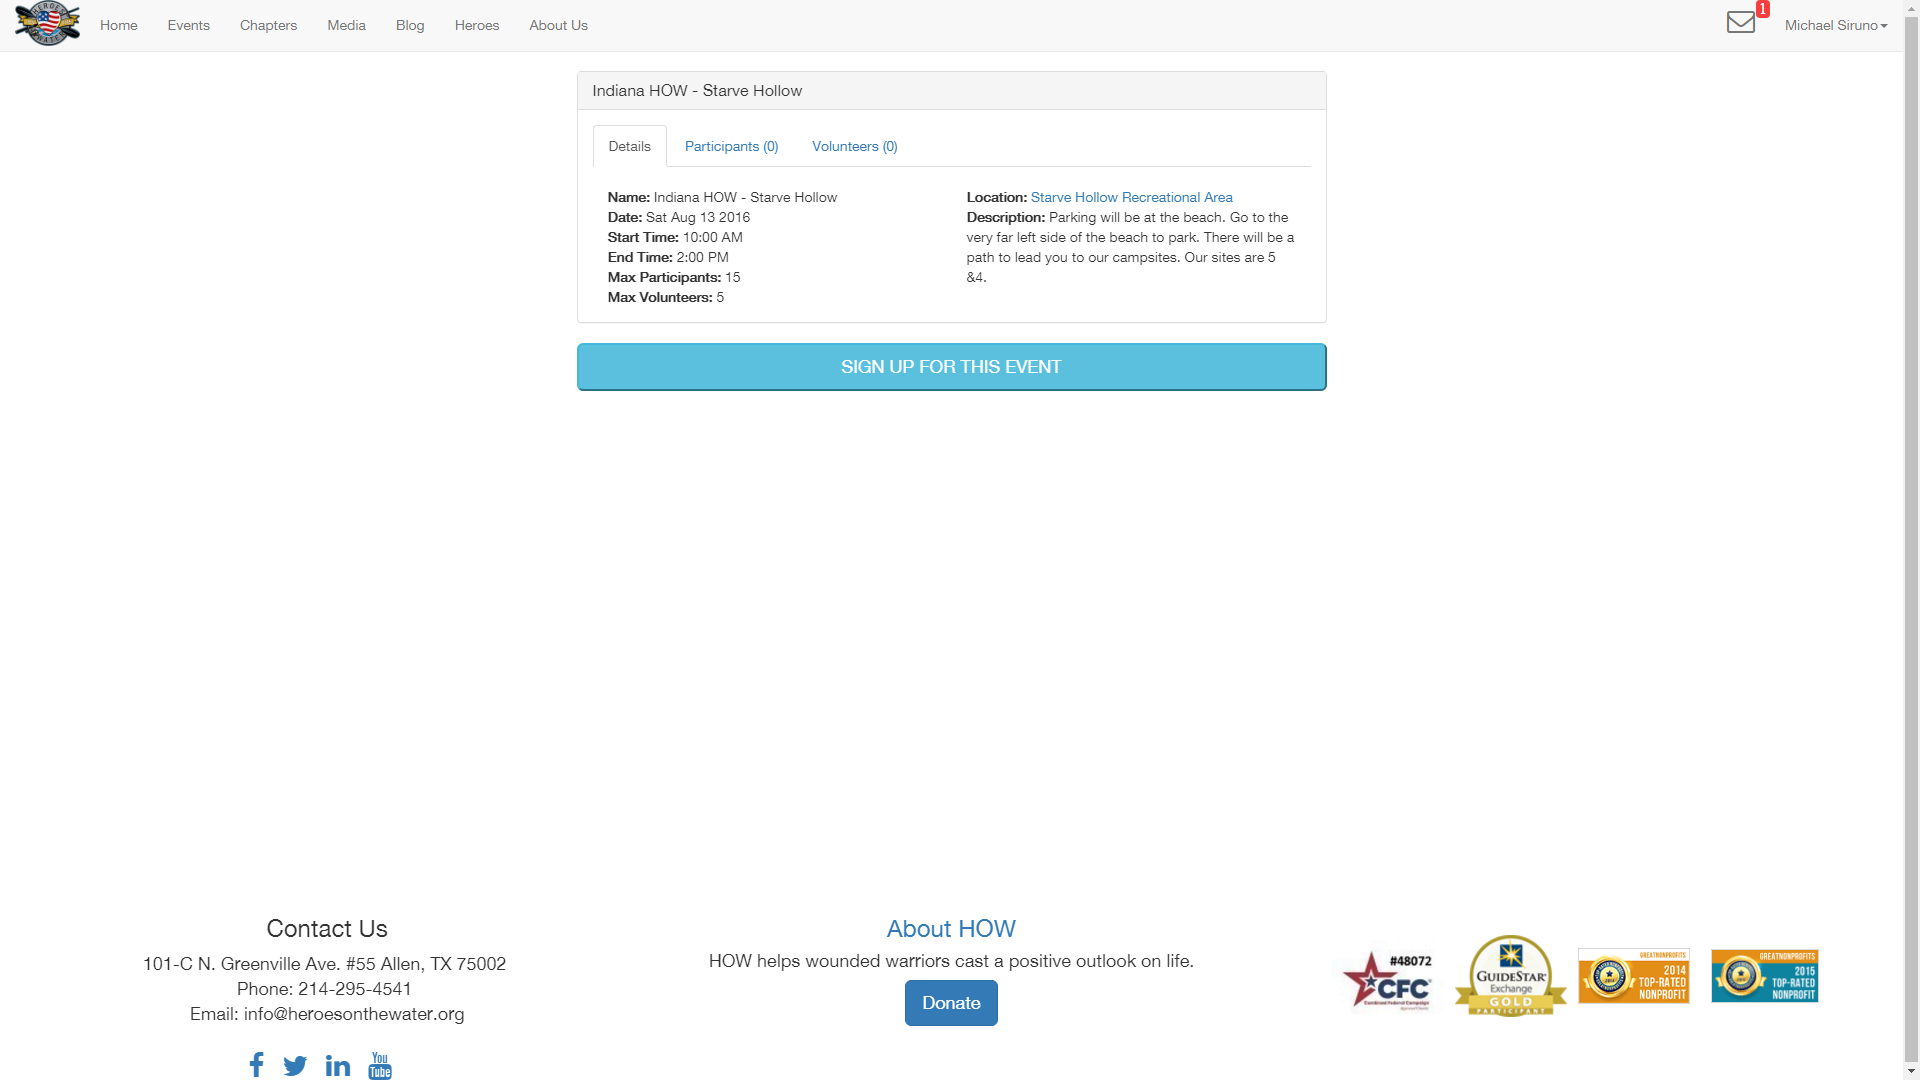 HEROES
WATER
Home
Events
Chapters
Media
Blog
Heroes
About Us
1
Michael Siruno
Indiana HOW - Starve Hollow
Details
Participants (0)
Volunteers (0)
Name: Indiana HOW - Starve Hollow
Date: Sat Aug 13 2016
Start Time: 10:00 AM
End Time: 2:00 PM
Max Participants: 15
Max Volunteers: 5
Location: Starve Hollow Recreational Area
Description: Parking will be at the beach. Go to the
very far left side of the beach to park. There will be a
path to lead you to our campsites. Our sites are 5
&4.
SIGN UP FOR THIS EVENT
Contact Us
101-C N. Greenville Ave. #55 Allen, TX 75002
Phone: 214-295-4541
Email: info@heroesonthewater.org
You
Tube
About HOW
HOW helps wounded warriors cast a positive outlook on life.
Donate
#48072
CFC
Combined Federal Campaign
GUIDESTAR
Exchange
GOLD
PARTICIPANT
GREATNONPROFITS
2014
TOP-RATED
NONPROFIT
GREATNONPROFITS
2015
TOP-RATED
NONPROFIT